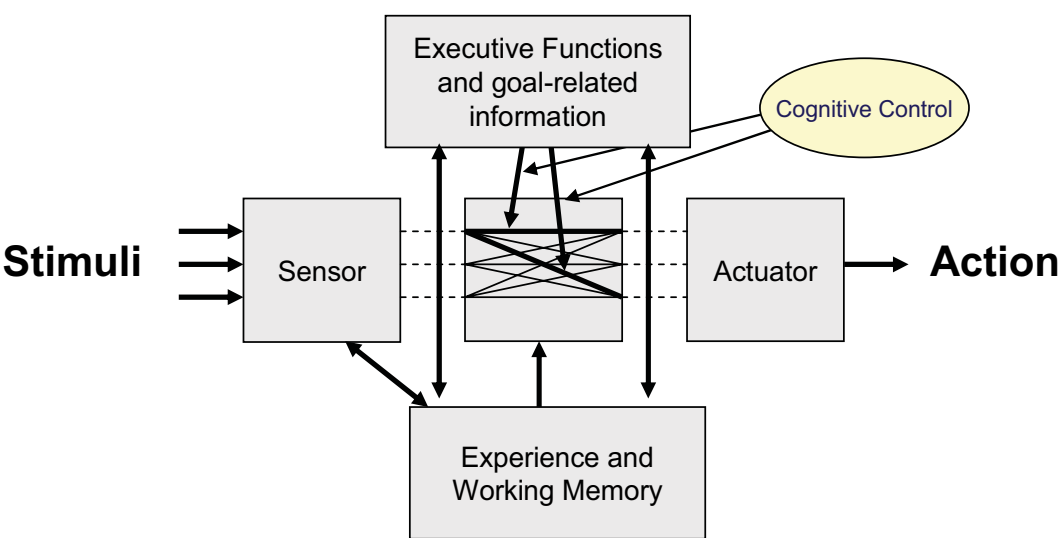 Executive Functions
and goal-related
information
Cognitive Control
Stimuli
Sensor
Actuator
Action
Experience and
Working Memory